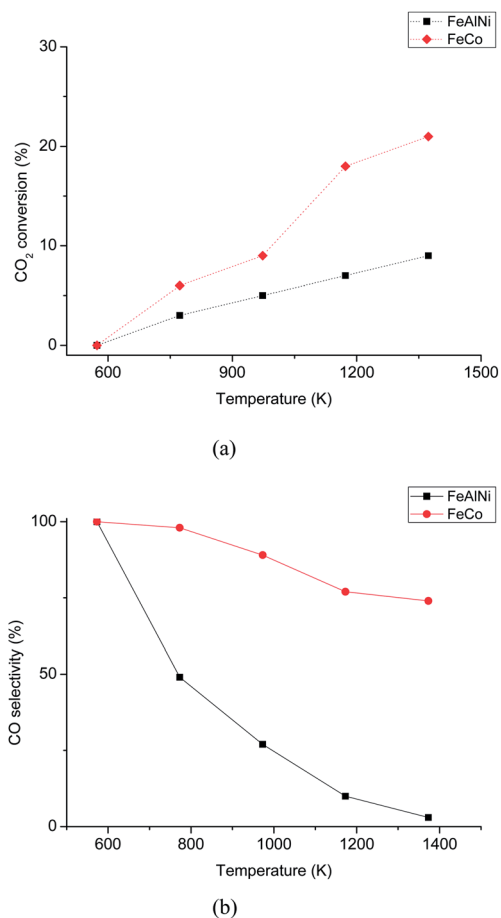 FeAlNi
FeCo
30
20
10
0
CO2 conversion (%)
600 900 1200 1500
Temperature (K)
(a)
FeAlNi
FeCo
100
50
0
CO selectivity (%)
600 800 1000 1200 1400
Temperature (K)
(b)